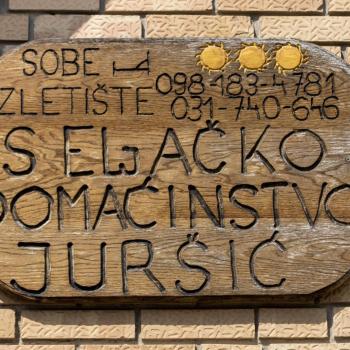 SOBE 098-183-4781
ZLETIŠTE 031-740-646
SELJAČKO
DOMAĆINSTVO
JURŠIĆ